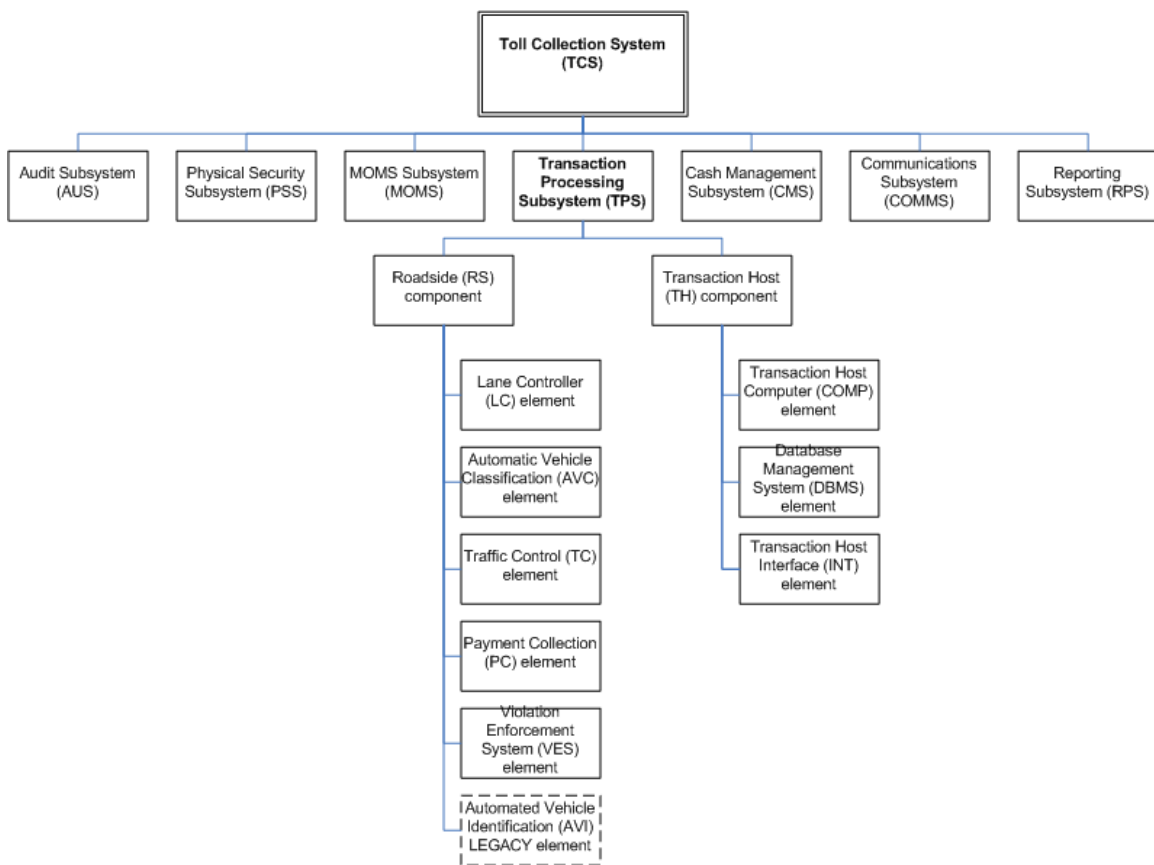 Toll Collection System
(TCS)
Audit Subsystem
(AUS)
Physical Security
Subsystem (PSS)
MOMS Subsystem
(MOMS)
Transaction
Processing
Subsystem (TPS)
Cash Management
Subsystem (CMS)
Communications
Subsystem
(COMMS)
Reporting
Subsystem (RPS)
Roadside (RS)
component
Transaction Host
(TH) component
Lane Controller
(LC) element
Automatic Vehicle
Classification (AVC)
element
Traffic Control (TC)
element
Payment Collection
(PC) element
Violation
Enforcement
System (VES)
element
Automated Vehicle
Identification (AVI)
LEGACY element
Transaction Host
Computer (COMP)
element
Database
Management
System (DBMS)
element
Transaction Host
Interface (INT)
element